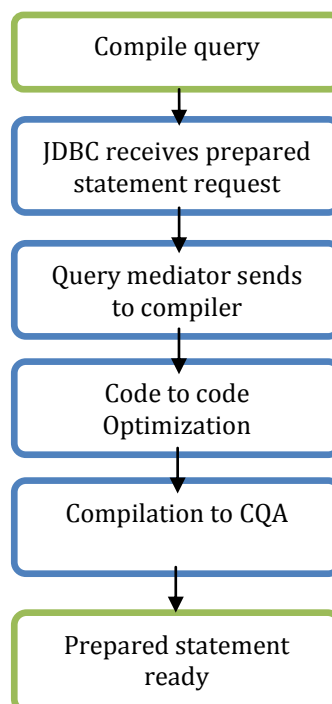 Compile query
JDBC receives prepared
statement request
Query mediator sends
to compiler
Code to code
Optimization
Compilation to CQA
Prepared statement
ready